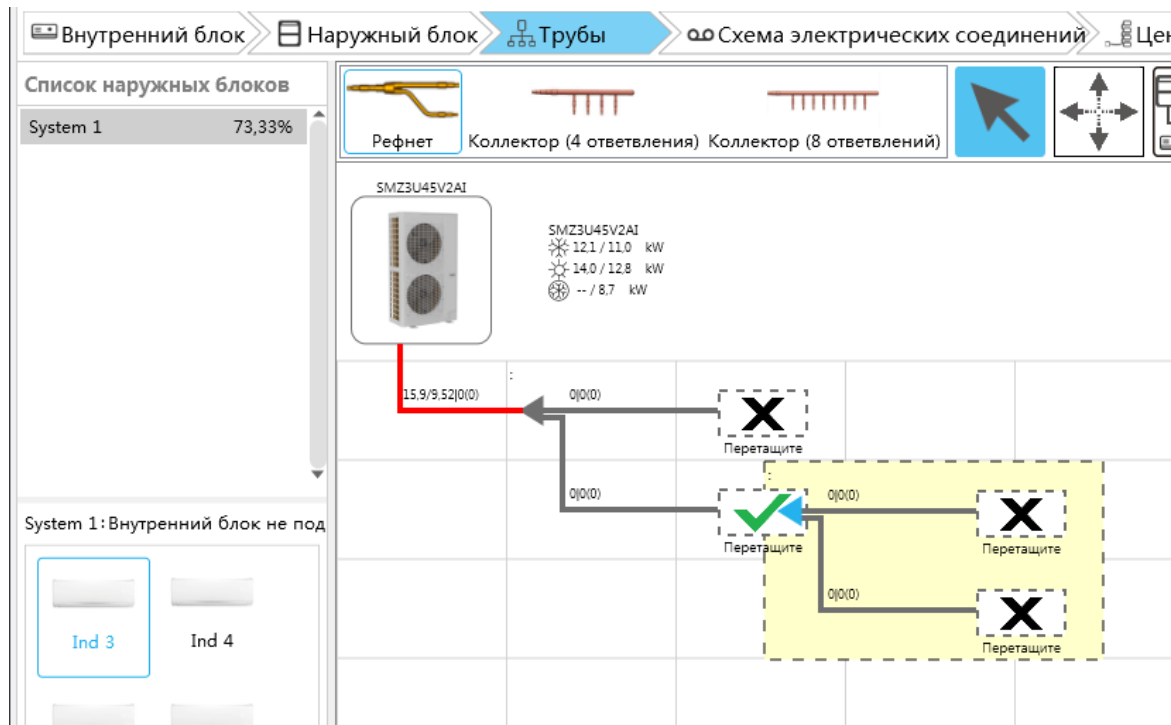 Внутренний блок
Наружный блок
Трубы
Схема электрических соединений
Цен
Список наружных блоков
System 1 73,33%
Рефнет
Коллектор (4 ответвления)
Коллектор (8 ответвлений)
SMZ3U45V2AI
SMZ3U45V2AI
12,1 / 11,0 kW
14,0 / 12,8 kW
-- / 8,7 kW
:
15,9/9,52|0(0)
0|0(0)
Перетащите
:
0|0(0)
0|0(0)
Перетащите
Перетащите
0|0(0)
Перетащите
System 1:Внутренний блок не под
Ind 3
Ind 4